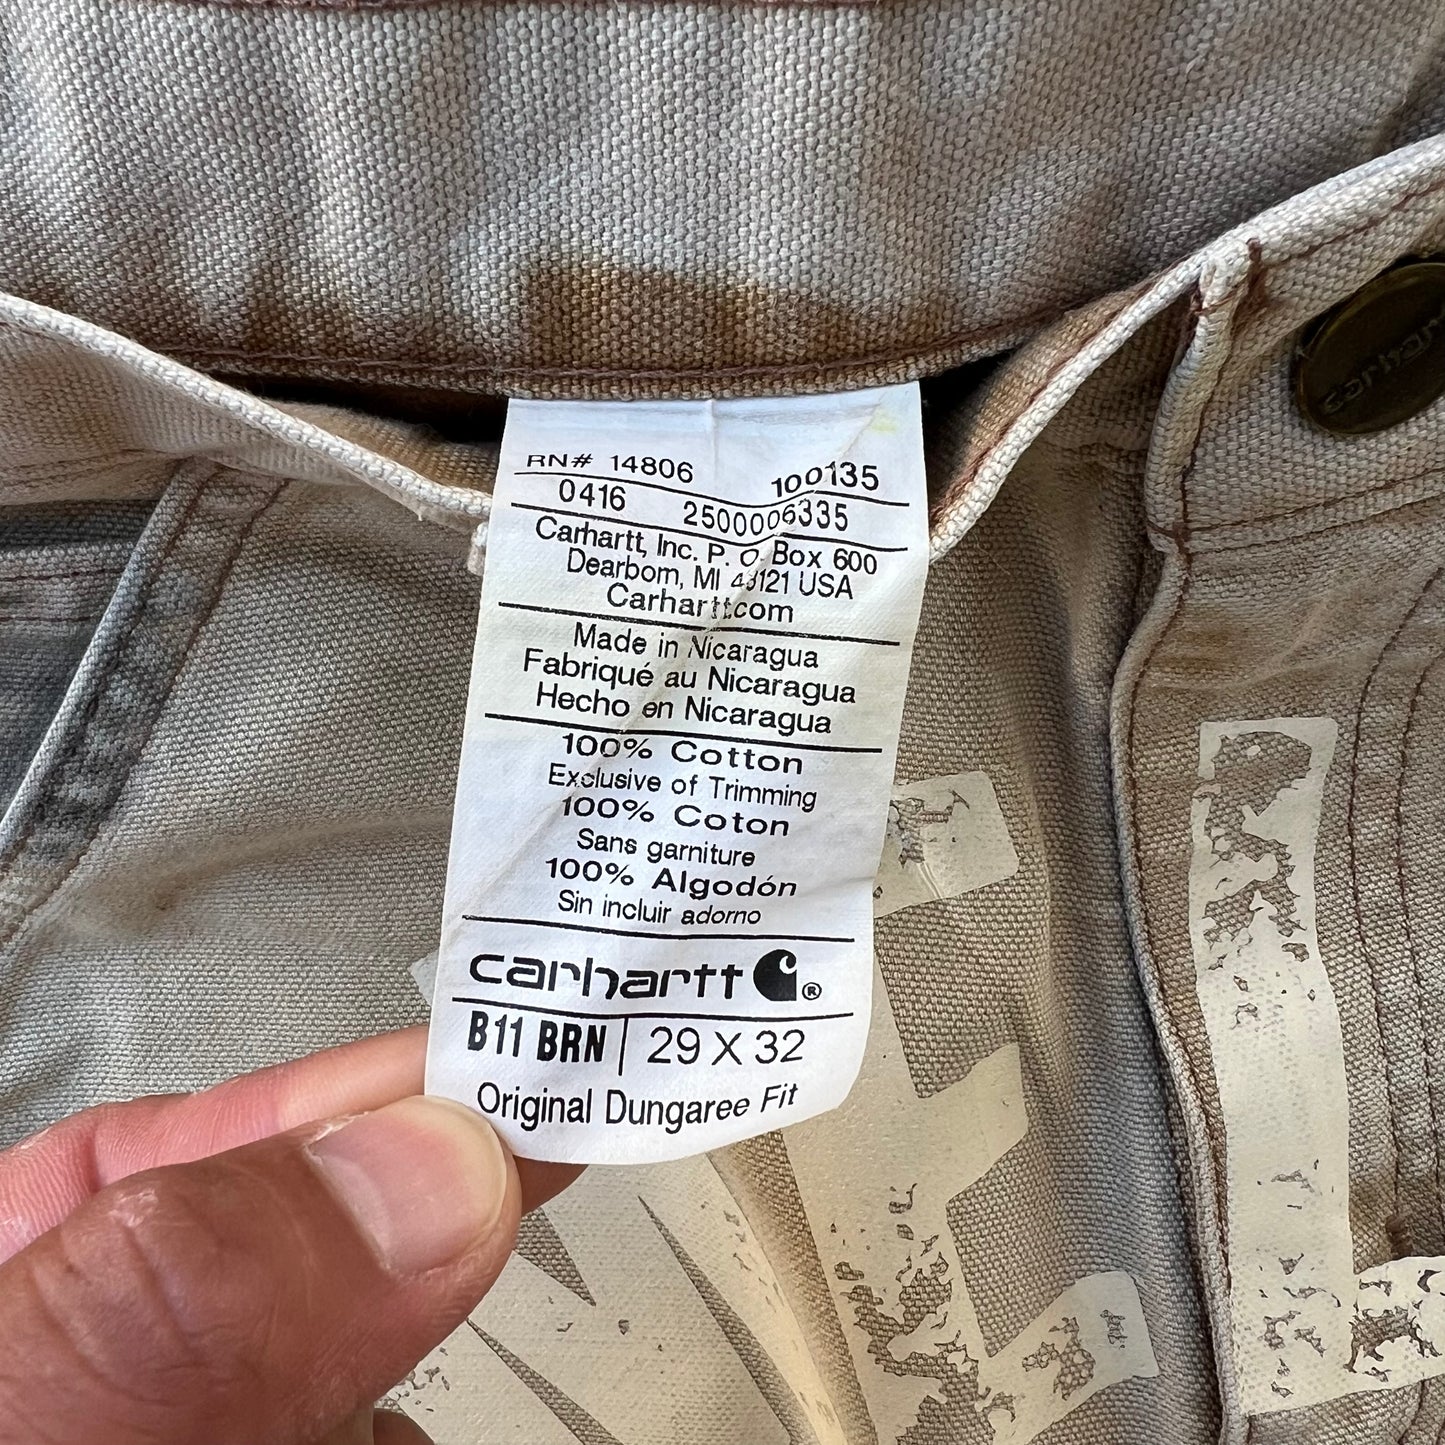 RN# 14806 100135
0416 2500006335
Carhartt, Inc. P. O. Box 600
Dearborn, MI 48121 USA
Carhartt.com
Made in Nicaragua
Fabriqué au Nicaragua
Hecho en Nicaragua
100% Cotton
Exclusive of Trimming
100% Coton
Sans garniture
100% Algodón
Sin incluir adorno
carhartt ®
B11 BRN | 29 X 32
Original Dungaree Fit
Carhartt